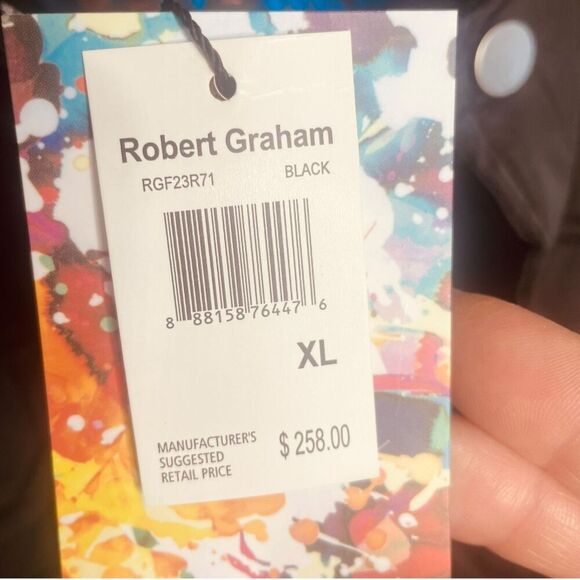 Robert Graham
RGF23R71 BLACK
8 88158 76447 6
XL
MANUFACTURER'S
SUGGESTED
RETAIL PRICE
$ 258.00